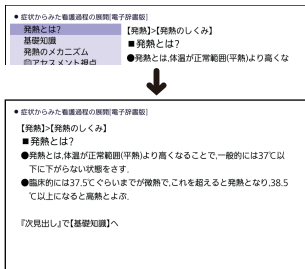 ● 症状からみた看護過程の展開[電子辞書版]
発熱とは?
基礎知識
発熱のメカニズム
【発熱】>【発熱のしくみ】
■発熱とは?
●発熱とは,体温が正常範囲(平熱)より高くな
● 症状からみた看護過程の展開[電子辞書版]
【発熱】>【発熱のしくみ】
■発熱とは?
●発熱とは,体温が正常範囲(平熱)より高くなることで,一般的には37℃以
下に下がらない状態をさす.
●臨床的には37.5℃ぐらいまでが微熱で,これを超えると発熱となり,38.5
℃以上になると高熱とよぶ.
『次見出し』で【基礎知識】へ